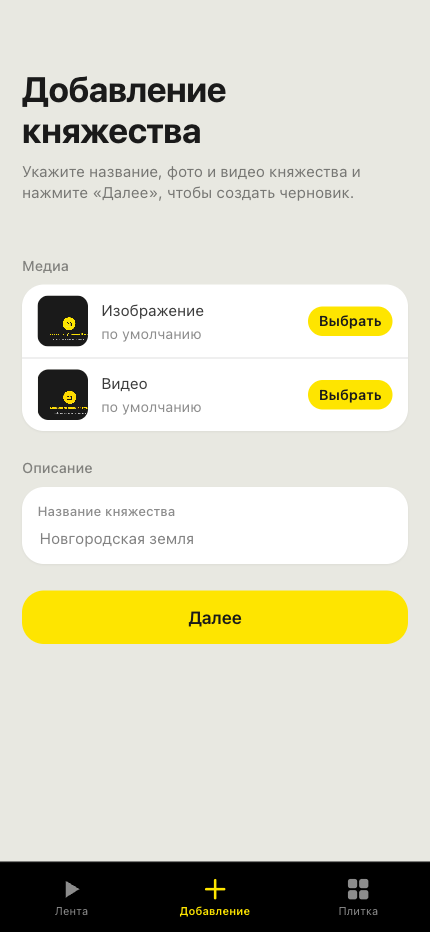 Добавление
княжества
Укажите название, фото и видео княжества и
нажмите «Далее», чтобы создать черновик.
Медиа
Изображение
по умолчанию
Выбрать
Видео
по умолчанию
Выбрать
Описание
Название княжества
Новгородская земля
Далее
Лента
Добавление
Плитка